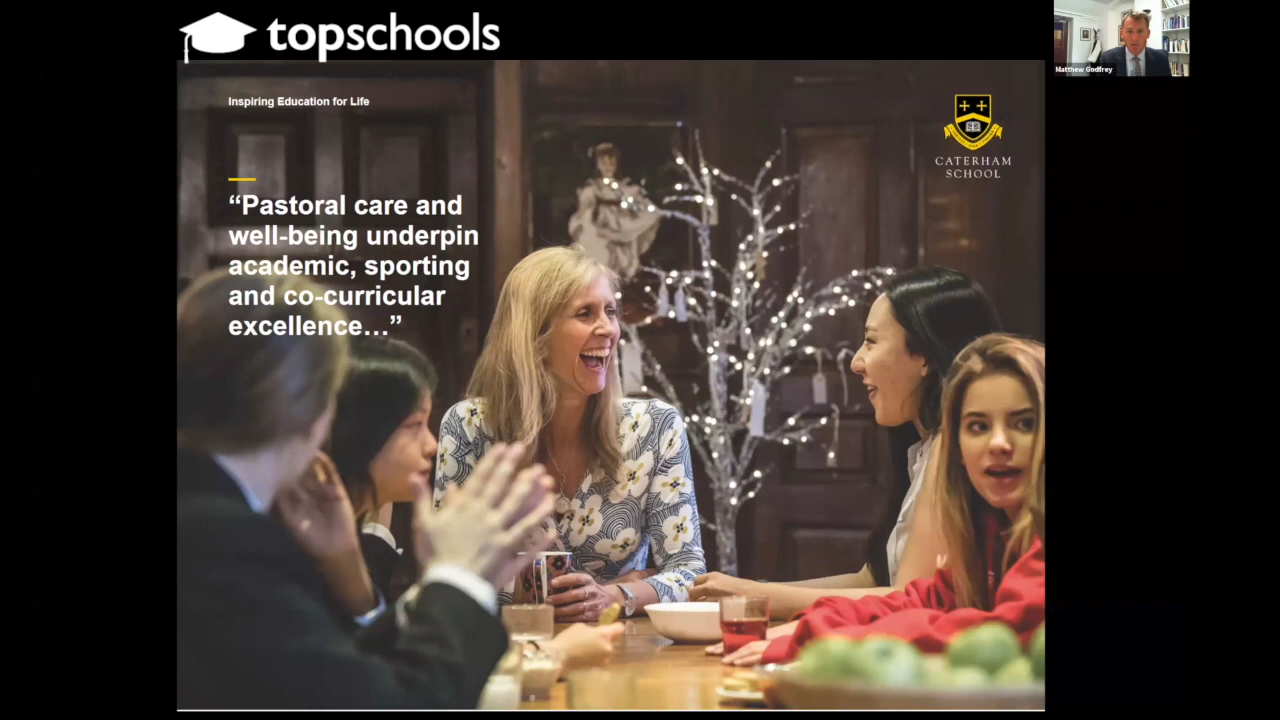 topschools
Matthew Godfrey
Inspiring Education for Life
CATERHAM
SCHOOL
“Pastoral care and
well-being underpin
academic, sporting
and co-curricular
excellence…”